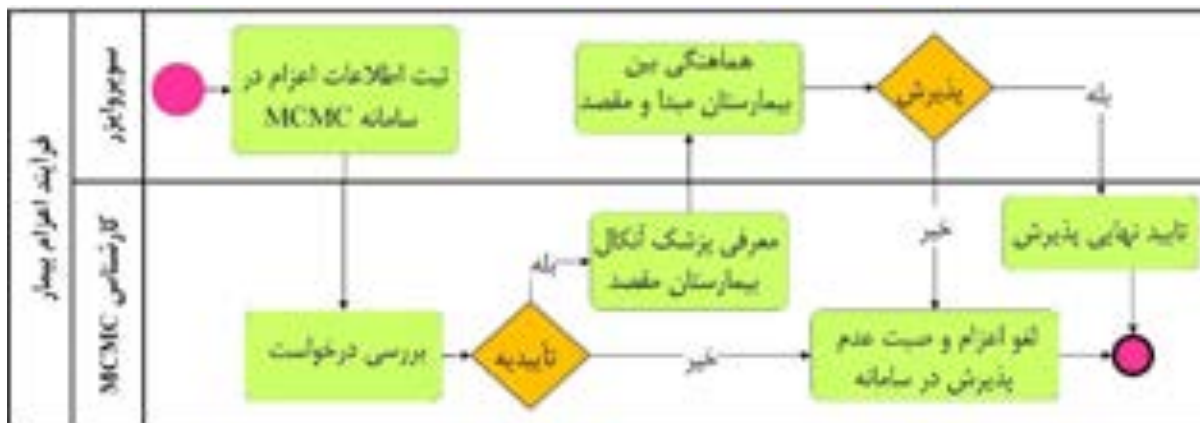 فرایند اعزام بیمار
سوپروایزر
ثبت اطلاعات اعزام در
سامانه MCMC
هماهنگی بین
بیمارستان مبدا و مقصد
پذیرش
بله
خیر
کارشناس MCMC
بررسی درخواست
تأییدیه
بله
خیر
معرفی پزشک آنکال
بیمارستان مقصد
لغو اعزام و صبت عدم
پذیرش در سامانه
تایید نهایی پذیرش